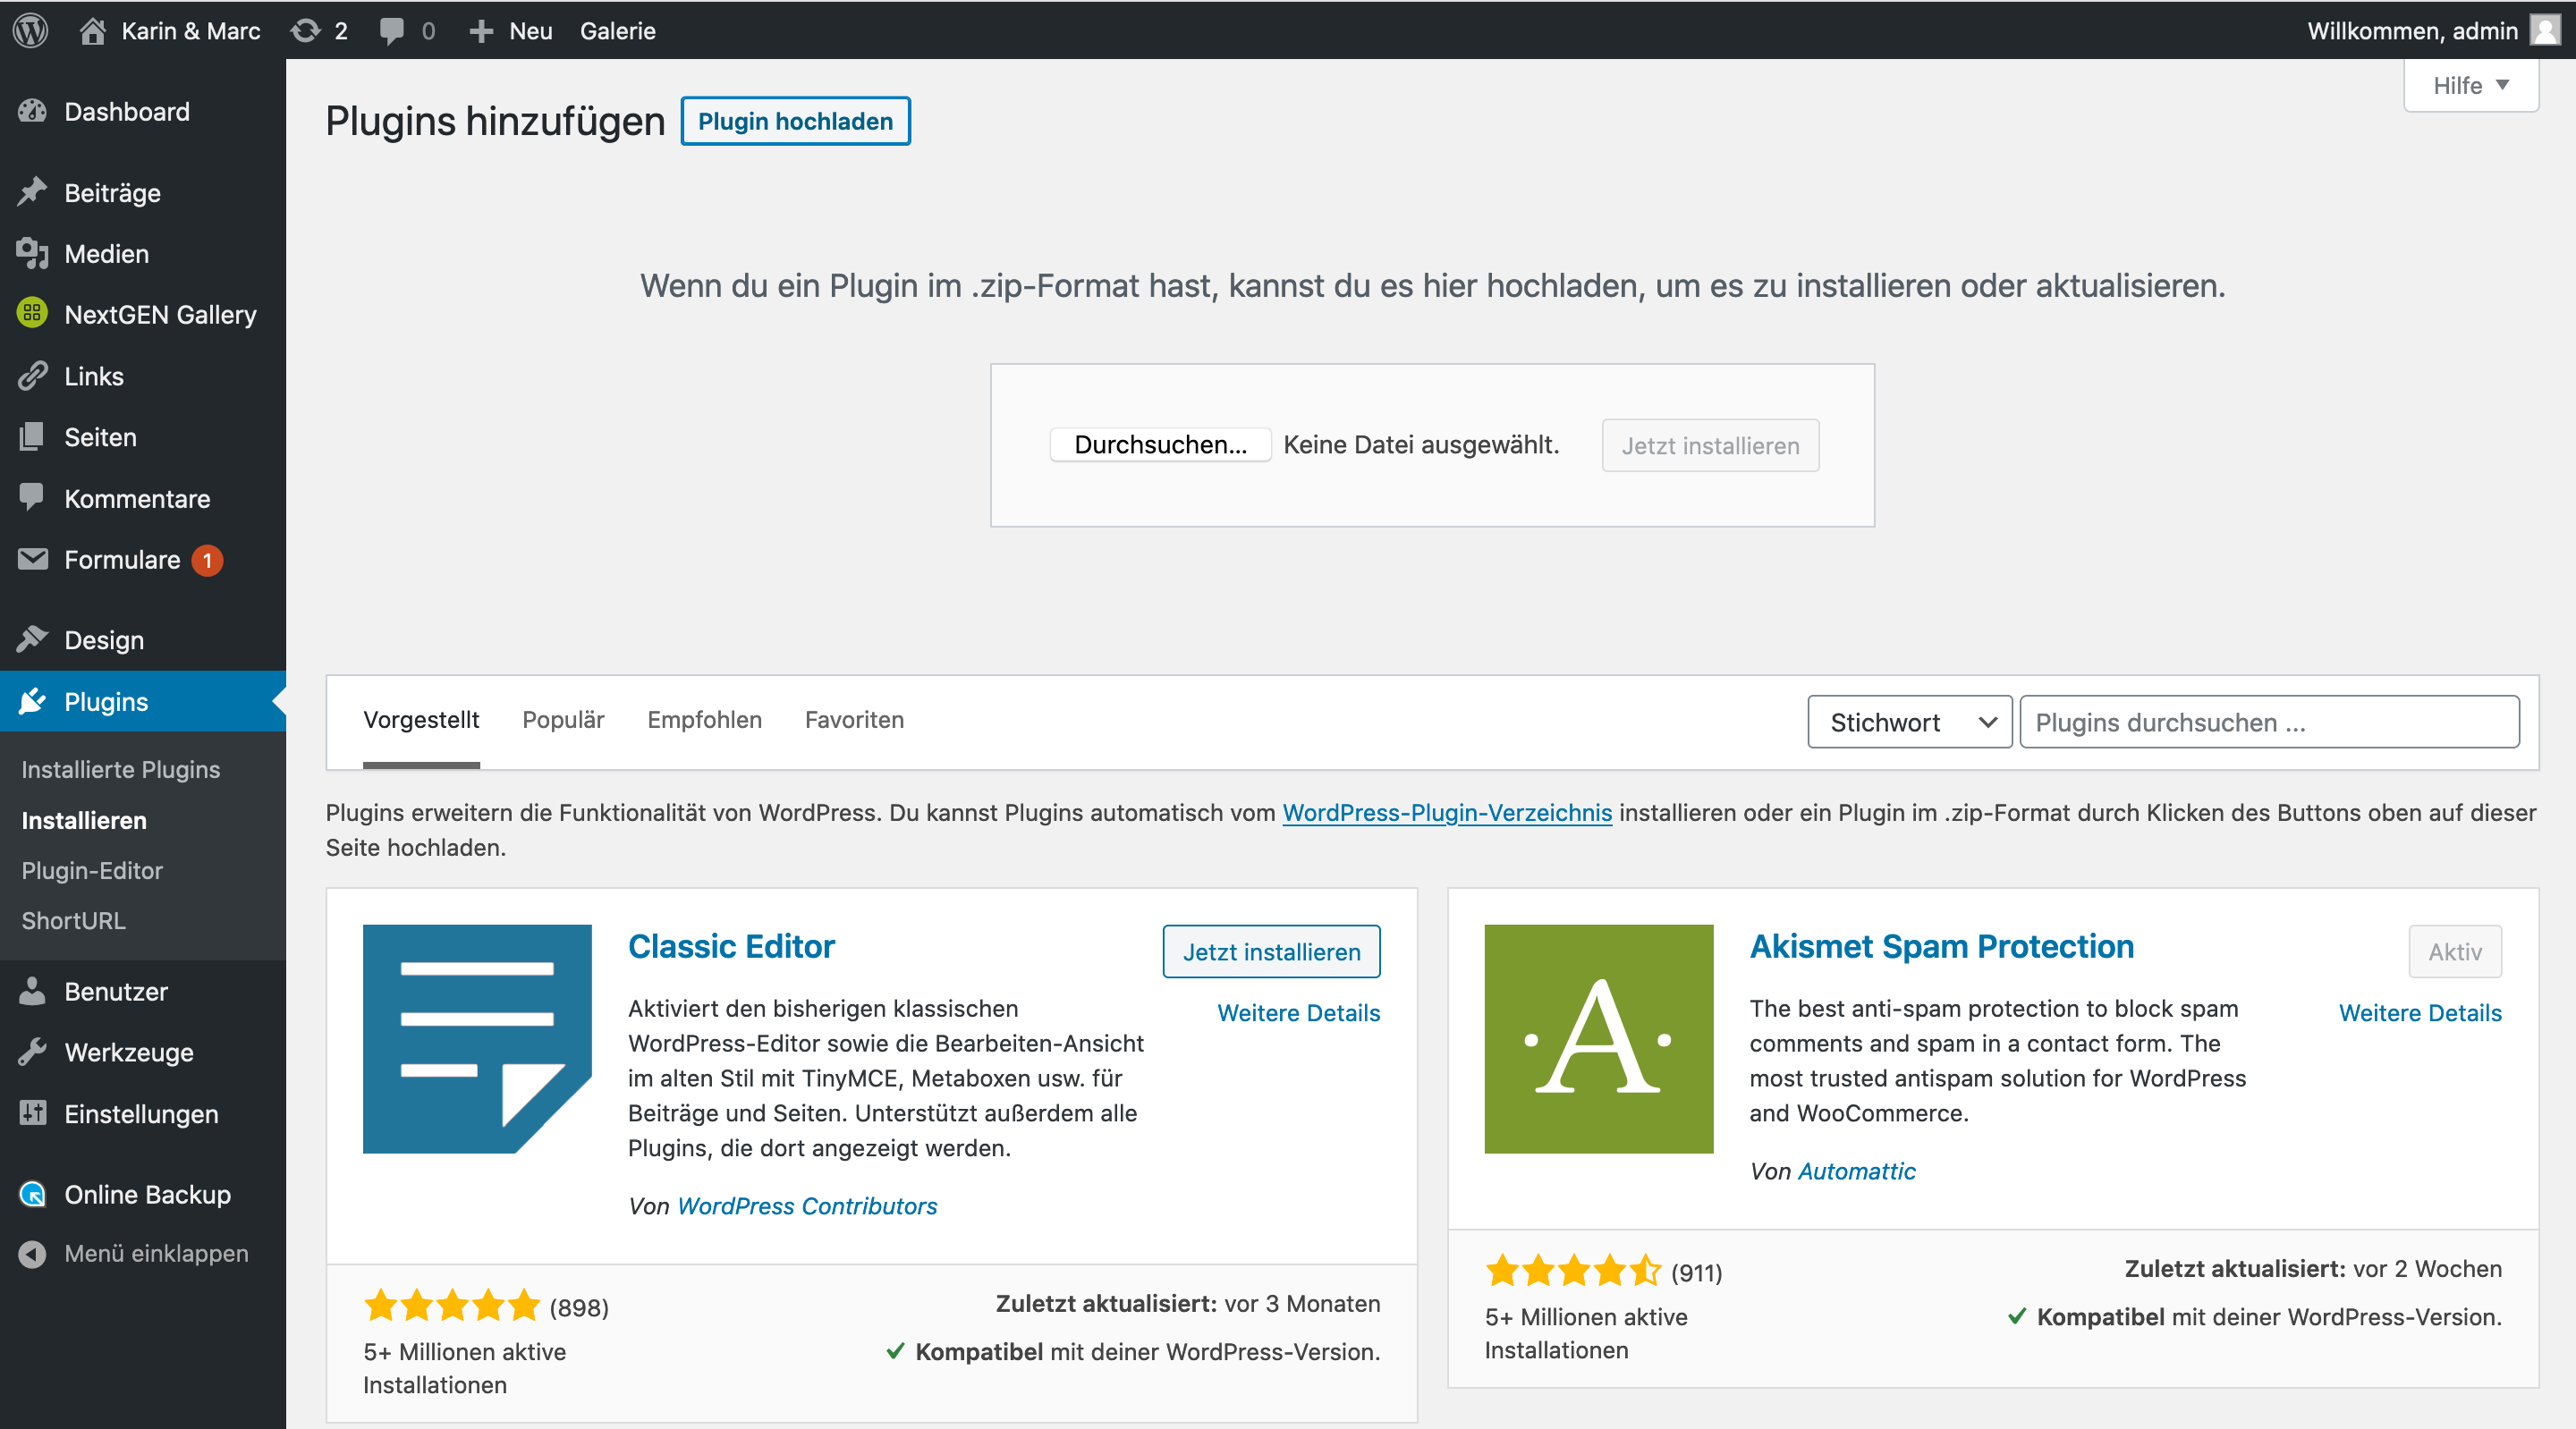 Karin & Marc 2 0 Neu Galerie Willkommen, admin
Hilfe
Dashboard
Beiträge
Medien
NextGEN Gallery
Links
Seiten
Kommentare
Formulare 1
Design
Plugins
Installierte Plugins
Installieren
Plugin-Editor
ShortURL
Benutzer
Werkzeuge
Einstellungen
Online Backup
Menü einklappen
Plugins hinzufügen Plugin hochladen
Wenn du ein Plugin im .zip-Format hast, kannst du es hier hochladen, um es zu installieren oder aktualisieren.
Durchsuchen... Keine Datei ausgewählt. Jetzt installieren
Vorgestellt Populär Empfohlen Favoriten Stichwort Plugins durchsuchen ...
Plugins erweitern die Funktionalität von WordPress. Du kannst Plugins automatisch vom WordPress-Plugin-Verzeichnis installieren oder ein Plugin im .zip-Format durch Klicken des Buttons oben auf dieser
Seite hochladen.
Classic Editor
Jetzt installieren
Weitere Details
Aktiviert den bisherigen klassischen
WordPress-Editor sowie die Bearbeiten-Ansicht
im alten Stil mit TinyMCE, Metaboxen usw. für
Beiträge und Seiten. Unterstützt außerdem alle
Plugins, die dort angezeigt werden.
Von WordPress Contributors
(898)
5+ Millionen aktive
Installationen
Zuletzt aktualisiert: vor 3 Monaten
Kompatibel mit deiner WordPress-Version.
A
Akismet Spam Protection
Aktiv
Weitere Details
The best anti-spam protection to block spam
comments and spam in a contact form. The
most trusted antispam solution for WordPress
and WooCommerce.
Von Automattic
(911)
5+ Millionen aktive
Installationen
Zuletzt aktualisiert: vor 2 Wochen
Kompatibel mit deiner WordPress-Version.